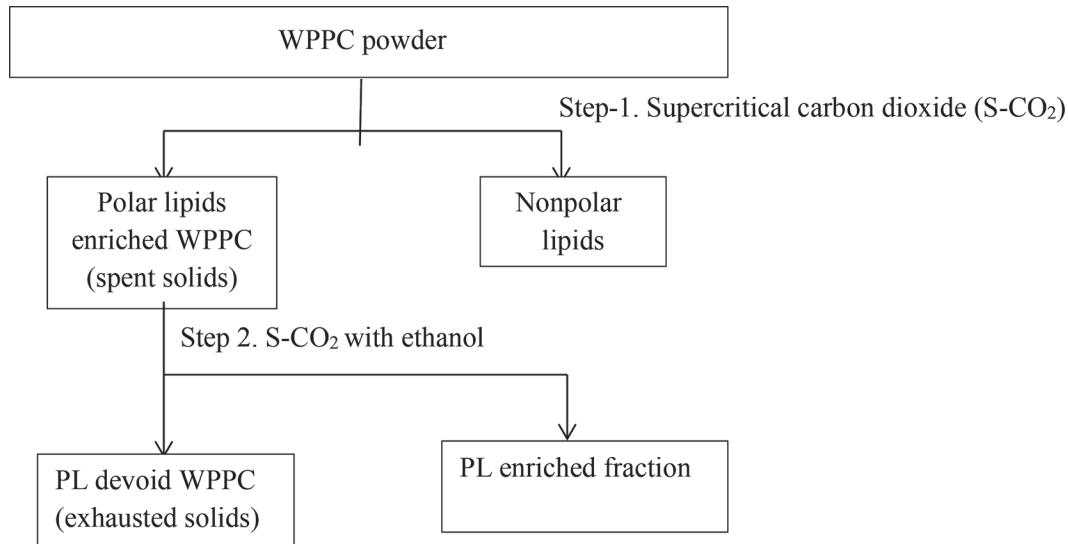 WPPC powder
Step-1. Supercritical carbon dioxide (S-CO₂)
Polar lipids
enriched WPPC
(spent solids)
Nonpolar
lipids
Step 2. S-CO₂ with ethanol
PL devoid WPPC
(exhausted solids)
PL enriched fraction